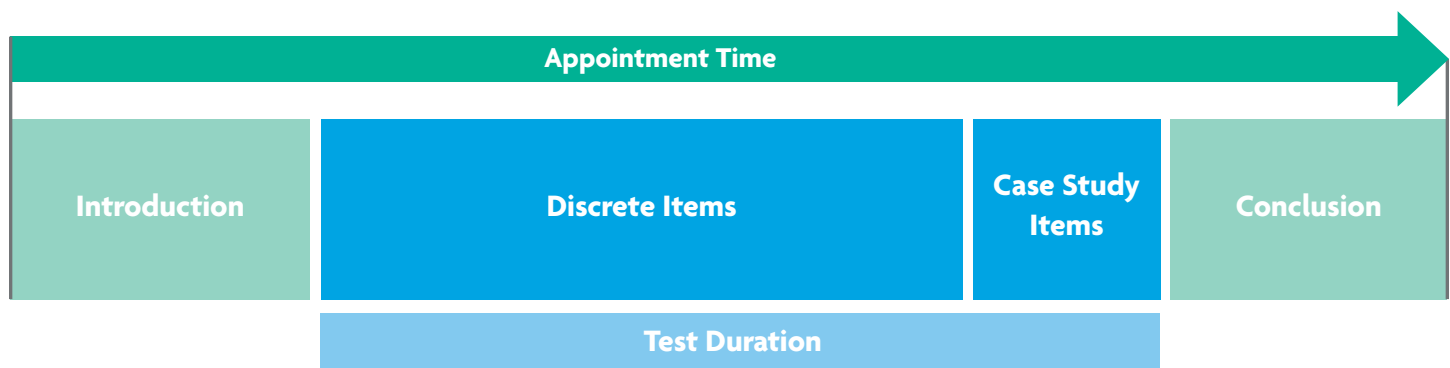 Appointment Time
Introduction
Discrete Items
Case Study
Items
Conclusion
Test Duration